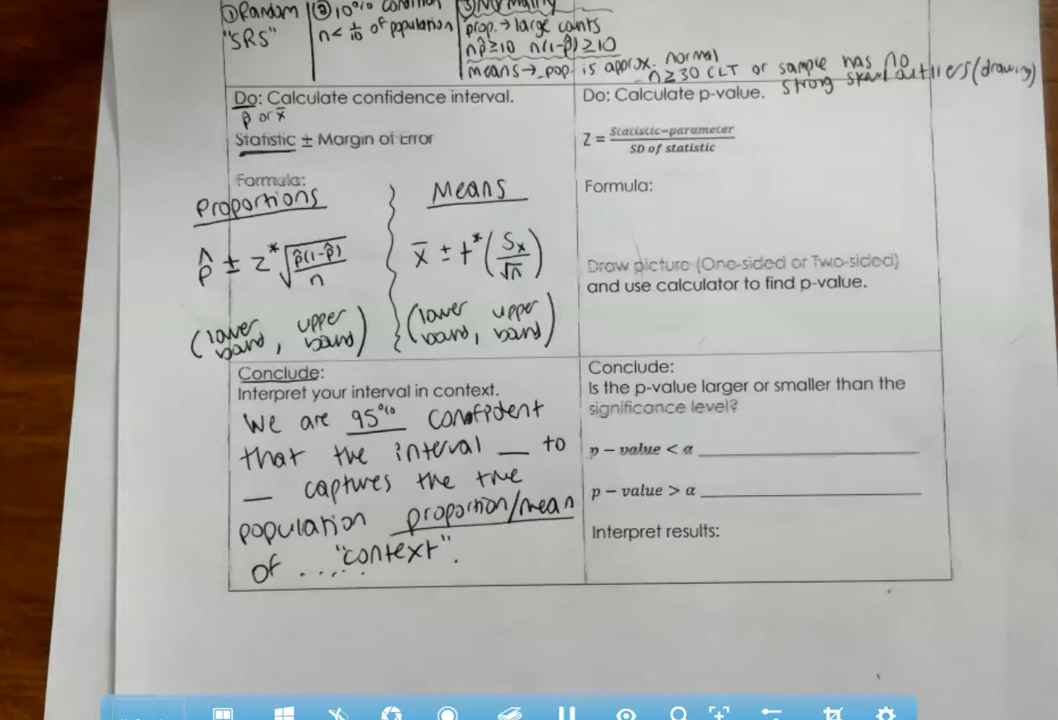 ①Random
②10% condition
③Normality
"SRS"
n < 1/10 of population
prop. → large counts
np̂ ≥ 10 n(1-p̂) ≥ 10
means → pop is approx. normal
n ≥ 30 CLT or sample has no
strong skew outliers (drawing)
Do: Calculate confidence interval.
p̂ or x̄
Statistic ± Margin of Error
Formula:
Proportions
Means
p̂ ± z* √(p̂(1-p̂)/n)
x̄ ± t* (Sx/√n)
(lower bound, upper bound)
(lower bound, upper bound)
Do: Calculate p-value.
Z = Statistic-parameter / SD of statistic
Formula:
Draw picture (One-sided or Two-sided)
and use calculator to find p-value.
Conclude:
Interpret your interval in context.
We are 95% confident
that the interval __ to
__ captures the true
population proportion/mean
of .... "context".
Conclude:
Is the p-value larger or smaller than the
significance level?
p - value < α
p - value > α
Interpret results: